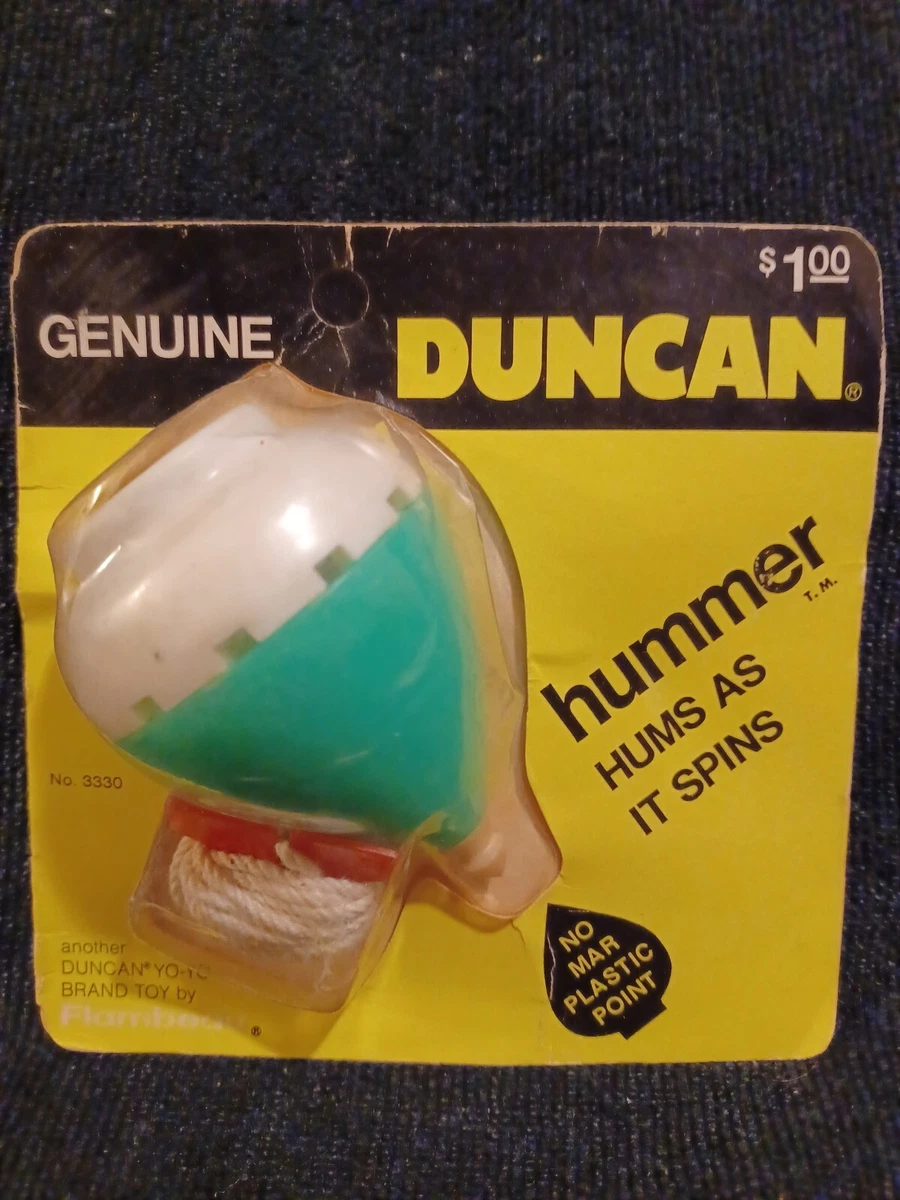 $1.00
GENUINE DUNCAN®
hummer T.M.
HUMS AS
IT SPINS
No. 3330
another
DUNCAN® YO-YO
BRAND TOY by
Flambeau ®
NO
MAR
PLASTIC
POINT